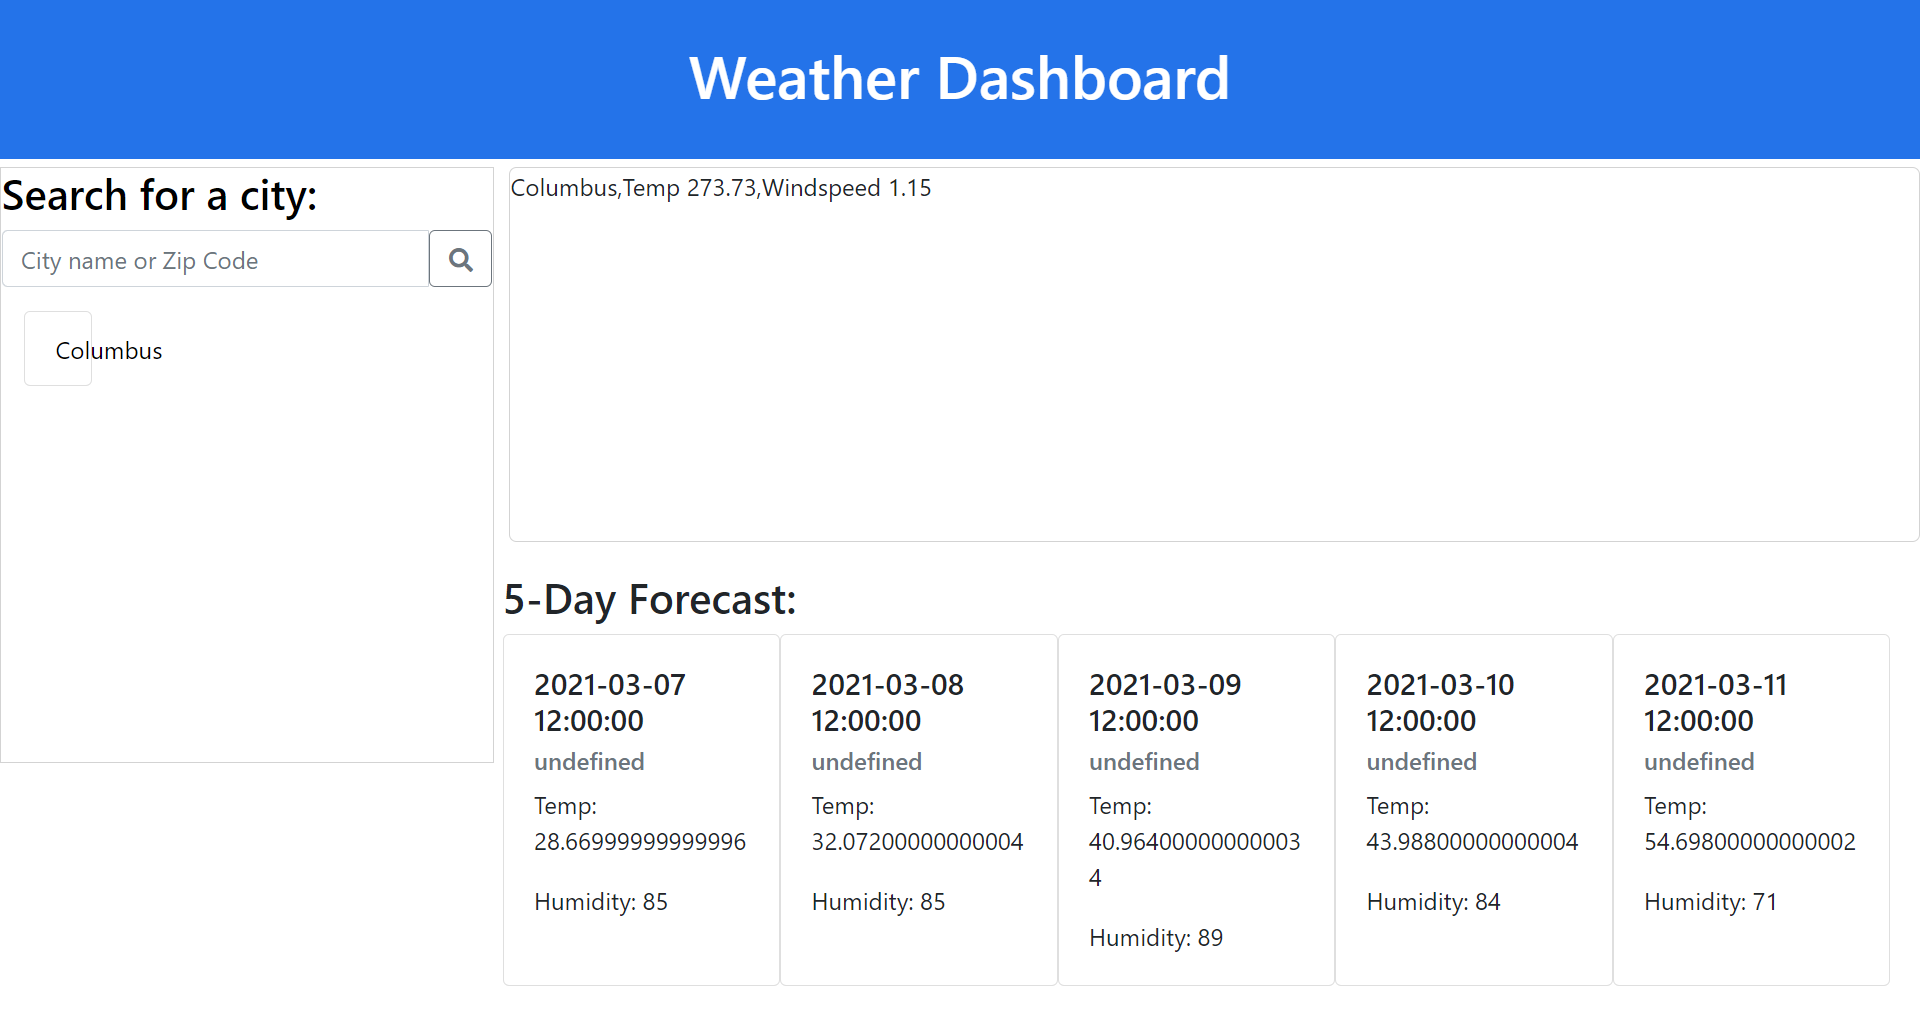 Weather Dashboard
Search for a city:
City name or Zip Code
Columbus
Columbus,Temp 273.73,Windspeed 1.15
5-Day Forecast:
2021-03-07
12:00:00
undefined
Temp:
28.66999999999996
Humidity: 85
2021-03-08
12:00:00
undefined
Temp:
32.07200000000004
Humidity: 85
2021-03-09
12:00:00
undefined
Temp:
40.96400000000003
4
Humidity: 89
2021-03-10
12:00:00
undefined
Temp:
43.98800000000004
Humidity: 84
2021-03-11
12:00:00
undefined
Temp:
54.69800000000002
Humidity: 71